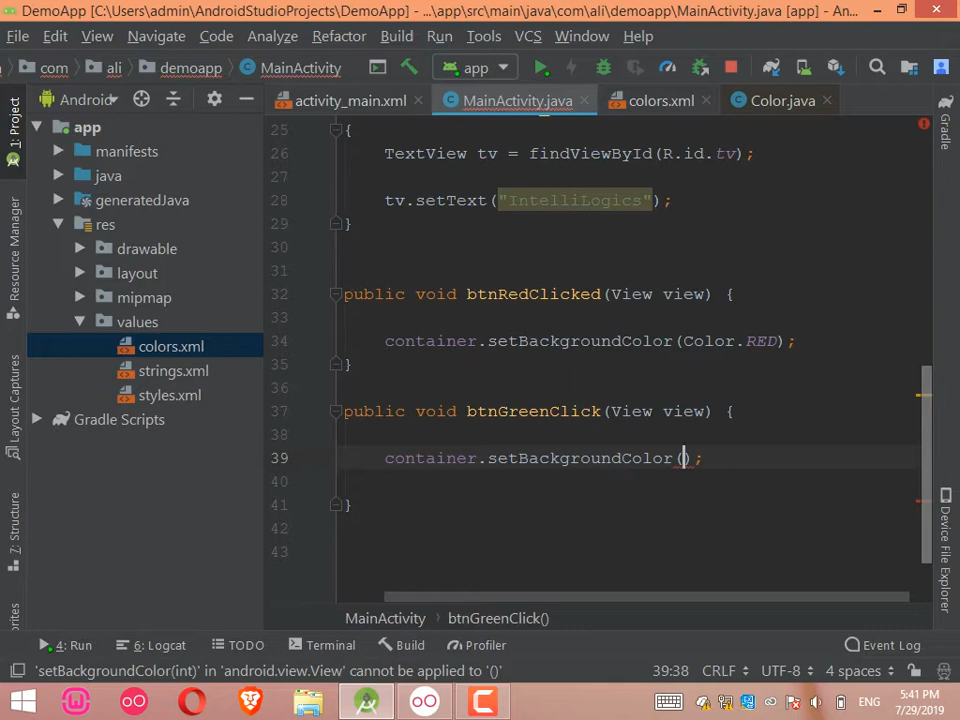 DemoApp [C:\Users\admin\AndroidStudioProjects\DemoApp] - ...\app\src\main\java\com\ali\demoapp\MainActivity.java [app] - An...
File Edit View Navigate Code Analyze Refactor Build Run Tools VCS Window Help
com ali demoapp MainActivity app
Android activity_main.xml MainActivity.java colors.xml Color.java
1: Project
Resource Manager
Layout Captures
7: Structure
Gradle
Device File Explorer
app
manifests
java
generatedJava
res
drawable
layout
mipmap
values
colors.xml
strings.xml
styles.xml
Gradle Scripts
25 {
26 TextView tv = findViewById(R.id.tv);
27
28 tv.setText("IntelliLogics");
29 }
30
31
32 public void btnRedClicked(View view) {
33
34 container.setBackgroundColor(Color.RED);
35 }
36
37 public void btnGreenClick(View view) {
38
39 container.setBackgroundColor();
40
41 }
42
43
MainActivity btnGreenClick()
4: Run 6: Logcat TODO Terminal Build Profiler Event Log
'setBackgroundColor(int)' in 'android.view.View' cannot be applied to '()' 39:38 CRLF UTF-8 4 spaces
ENG 5:41 PM
7/29/2019